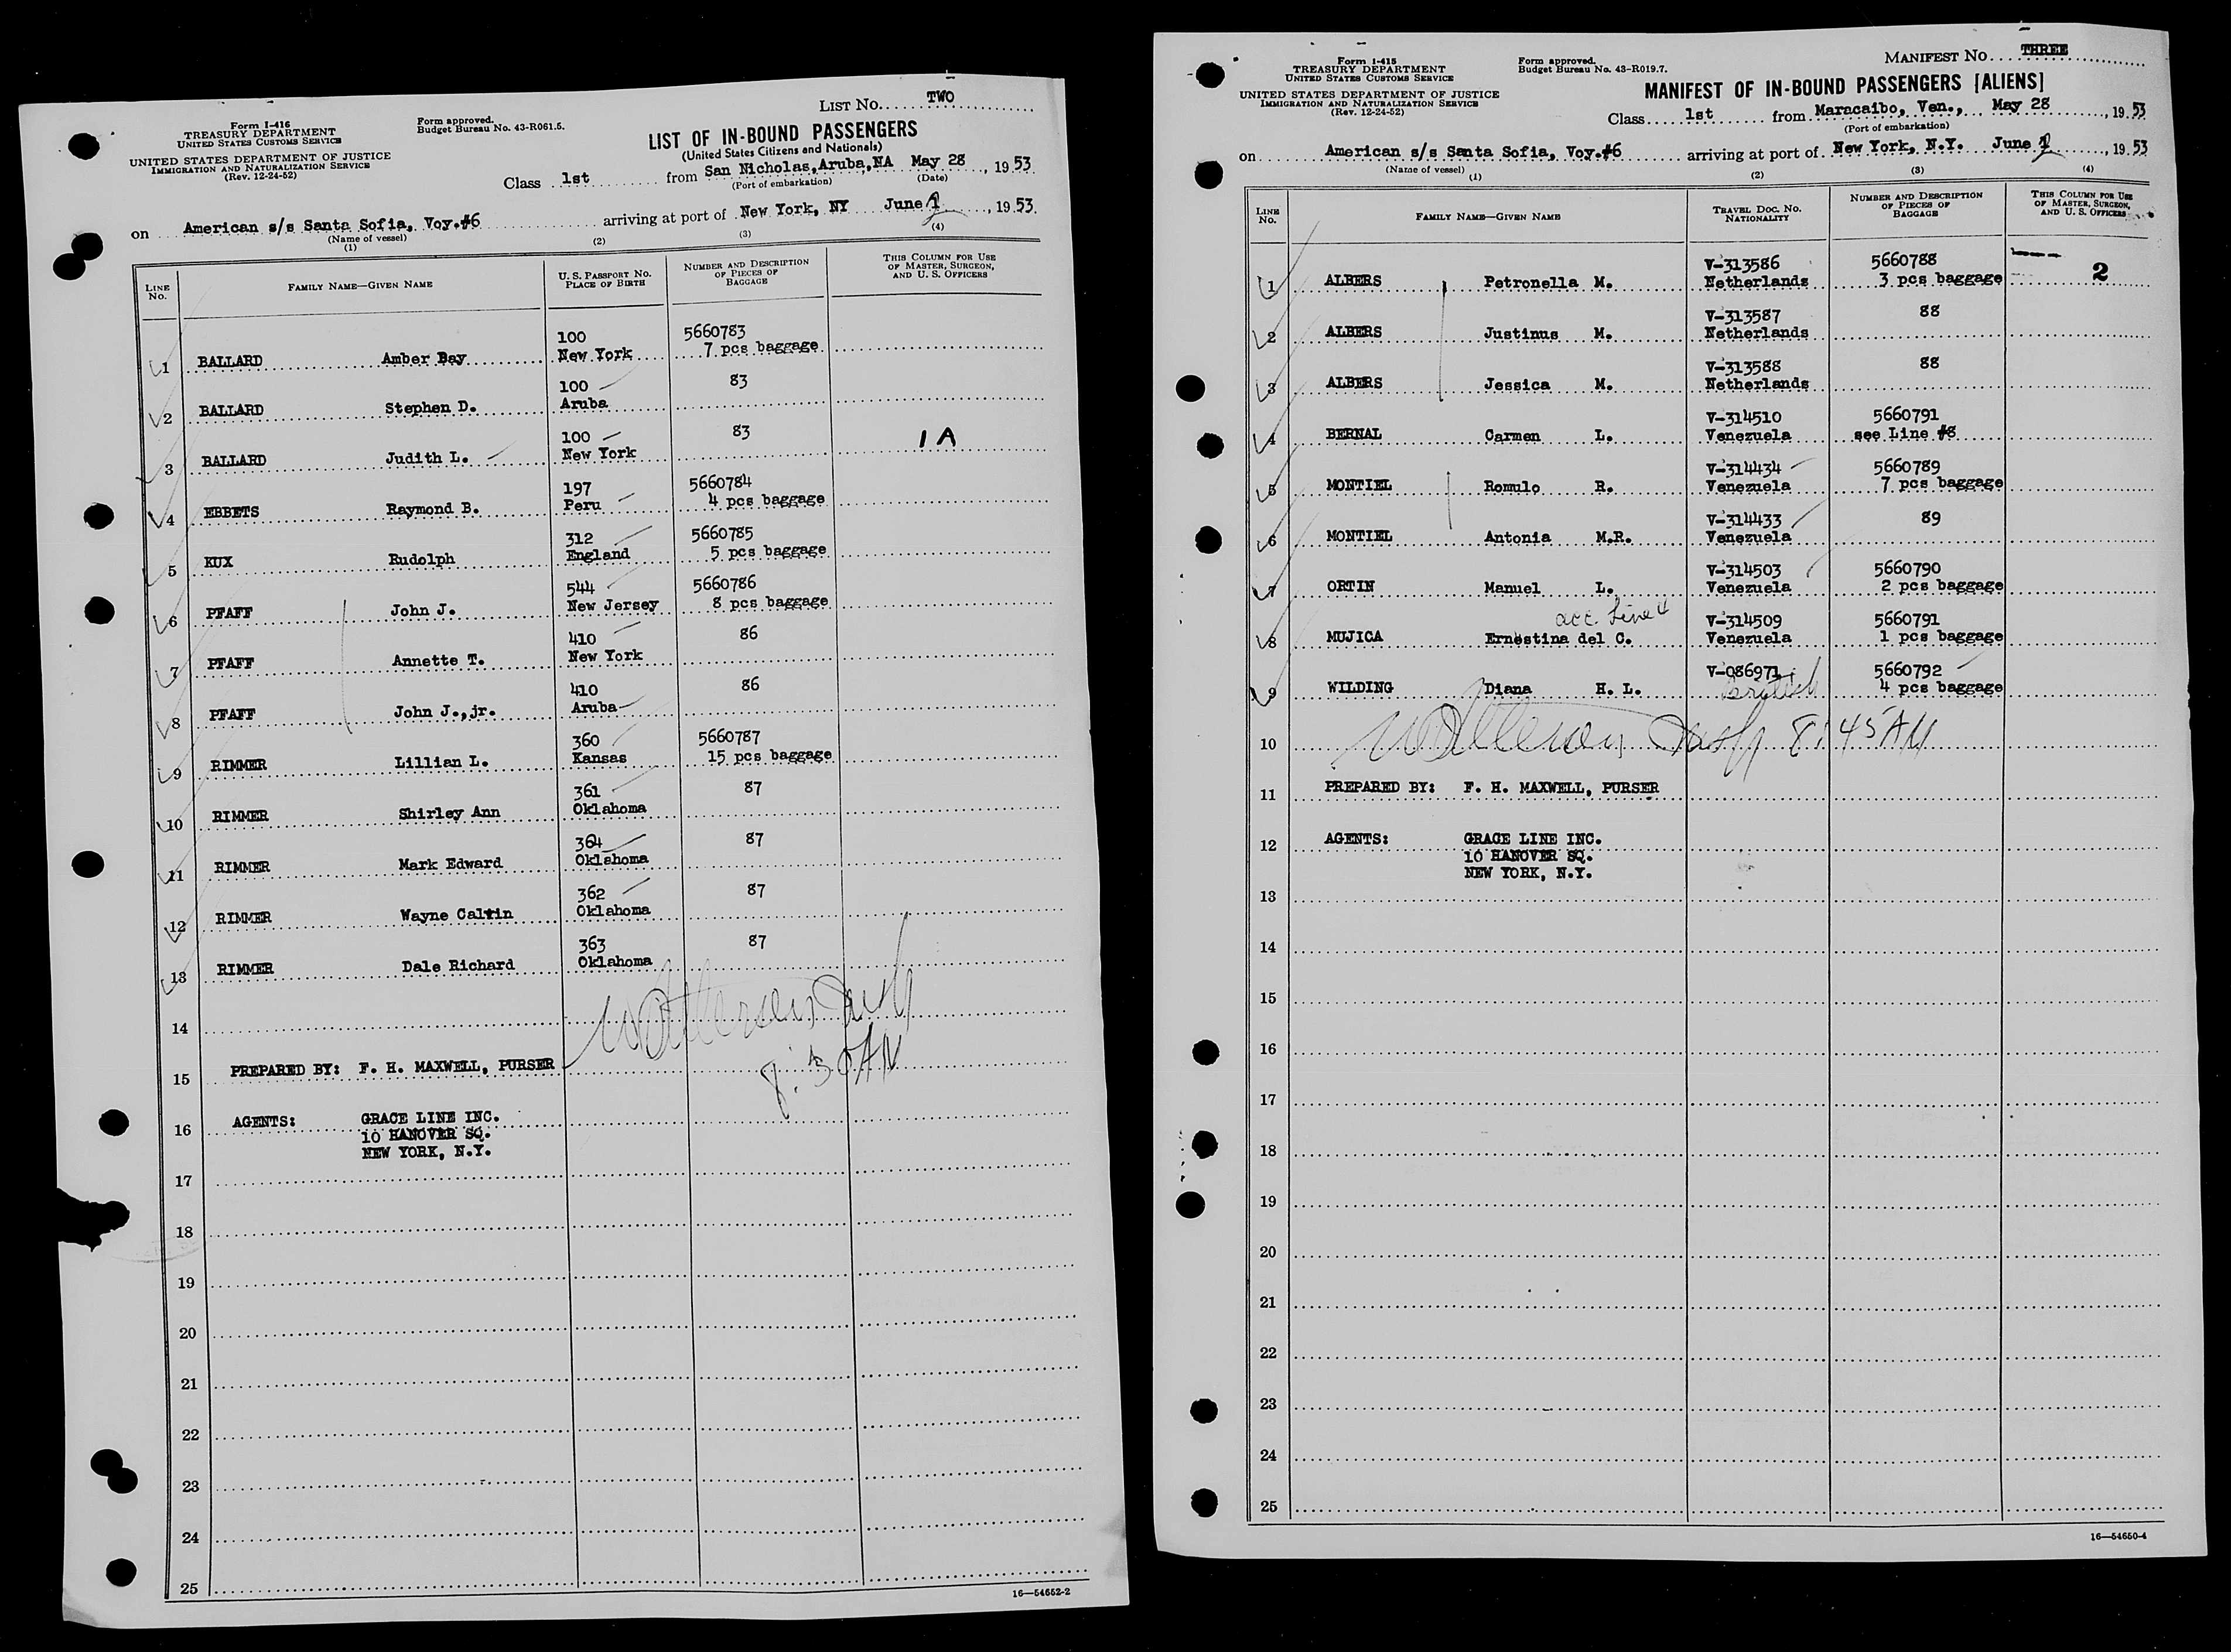 LIST No. TWO
Form I-416
TREASURY DEPARTMENT
UNITED STATES CUSTOMS SERVICE
Form approved.
Budget Bureau No. 43-R061.5.
UNITED STATES DEPARTMENT OF JUSTICE
IMMIGRATION AND NATURALIZATION SERVICE
(Rev. 12-24-52)
LIST OF IN-BOUND PASSENGERS
(United States Citizens and Nationals)
Class 1st from San Nicholas, Aruba, NA May 28, 19 53
(Port of embarkation) (Date)
on American s/s Santa Sofia, Voy.#6 arriving at port of New York, NY June, 19 53
(Name of vessel)
(1) (2) (3) (4)
LINE No. FAMILY NAME—GIVEN NAME U. S. PASSPORT NO. PLACE OF BIRTH NUMBER AND DESCRIPTION OF PIECES OF BAGGAGE THIS COLUMN FOR USE OF MASTER, SURGEON, AND U. S. OFFICERS
100 5660783
1 BALLARD Amber Bay New York 7 pcs baggage
100 83
2 BALLARD Stephen D. Aruba
100 83 1 A
3 BALLARD Judith L. New York
197 5660784
4 EBBETS Raymond B. Peru 4 pcs baggage
312 5660785
5 KUX Rudolph England 5 pcs baggage
544 5660786
6 PFAFF John J. New Jersey 8 pcs baggage
410 86
7 PFAFF Annette T. New York
410 86
8 PFAFF John J., jr. Aruba
360 5660787
9 RIMMER Lillian L. Kansas 15 pcs baggage
361 87
10 RIMMER Shirley Ann Oklahoma
364 87
11 RIMMER Mark Edward Oklahoma
362 87
12 RIMMER Wayne Oklahoma
363 87
13 RIMMER Dale Richard Oklahoma
14
15 PREPARED BY: F. H. MAXWELL, PURSER
16 AGENTS: GRACE LINE INC.
10 HANOVER SQ.
NEW YORK, N.Y.
17
18
19
20
21
22
23
24
25
16—54652-2
MANIFEST No. THREE
Form I-415
TREASURY DEPARTMENT
UNITED STATES CUSTOMS SERVICE
Form approved.
Budget Bureau No. 43-R019.7.
UNITED STATES DEPARTMENT OF JUSTICE
IMMIGRATION AND NATURALIZATION SERVICE
(Rev. 12-24-52)
MANIFEST OF IN-BOUND PASSENGERS [ALIENS]
Class 1st from Maracaibo, Ven., May 28, 19 53
(Port of embarkation)
on American s/s Santa Sofia, Voy.#6 arriving at port of New York, N.Y. June, 19 53
(Name of vessel) (1) (2) (3) (4)
LINE No. FAMILY NAME—GIVEN NAME TRAVEL DOC. NO. NATIONALITY NUMBER AND DESCRIPTION OF PIECES OF BAGGAGE THIS COLUMN FOR USE OF MASTER, SURGEON, AND U. S. OFFICERS
V-313586 5660788
1 ALBERS Petronella M. Netherlands 3 pcs baggage 2
V-313587 88
2 ALBERS Justinus M. Netherlands
V-313588 88
3 ALBERS Jessica M. Netherlands
V-314510 5660791
4 BERNAL Carmen L. Venezuela see Line #8
V-314434 5660789
5 MONTIEL Romulo R. Venezuela 7 pcs baggage
V-314433 89
6 MONTIEL Antonia M.R. Venezuela
V-314503 5660790
7 ORTIN Manuel L. Venezuela 2 pcs baggage
acc. Line 4 V-314509 5660791
8 MUJICA Ernestina del C. Venezuela 1 pcs baggage
V-086971 5660792
9 WILDING Diana H. L. British 4 pcs baggage
10 8:45 AM
11 PREPARED BY: F. H. MAXWELL, PURSER
12 AGENTS: GRACE LINE INC.
10 HANOVER SQ.
NEW YORK, N.Y.
13
14
15
16
17
18
19
20
21
22
23
24
25
16—54650-4